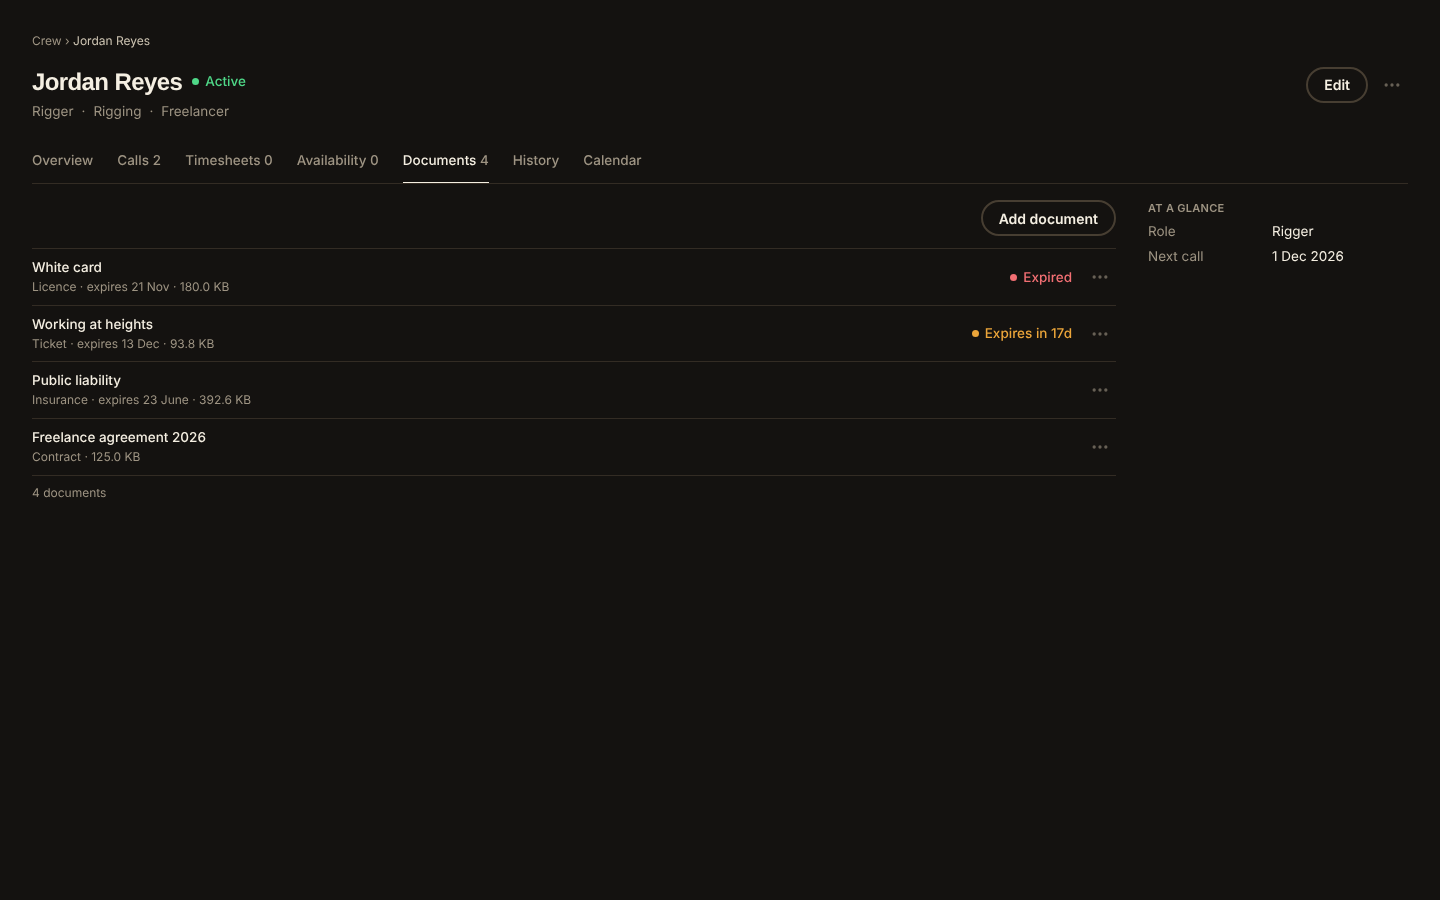 Crew › Jordan Reyes
Jordan Reyes
Active
Edit
Rigger · Rigging · Freelancer
Overview
Calls 2
Timesheets 0
Availability 0
Documents 4
History
Calendar
Add document
White card
Licence · expires 21 Nov · 180.0 KB
Expired
Working at heights
Ticket · expires 13 Dec · 93.8 KB
Expires in 17d
Public liability
Insurance · expires 23 June · 392.6 KB
Freelance agreement 2026
Contract · 125.0 KB
4 documents
AT A GLANCE
Role Rigger
Next call 1 Dec 2026